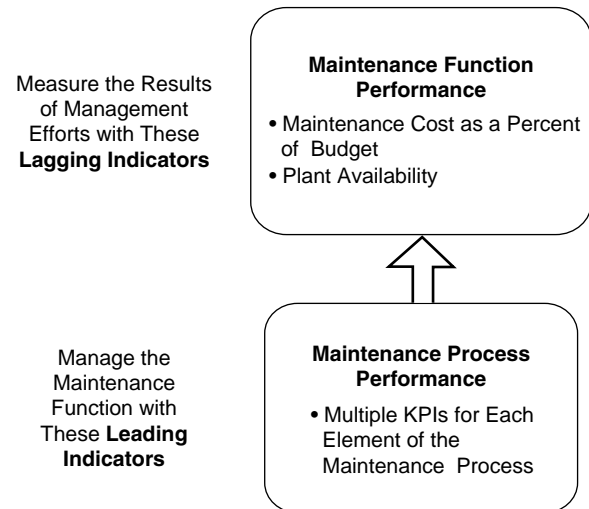 Measure the Results
of Management
Efforts with These
Lagging Indicators
Maintenance Function
Performance
• Maintenance Cost as a Percent
of Budget
• Plant Availability
Manage the
Maintenance
Function with
These Leading
Indicators
Maintenance Process
Performance
• Multiple KPIs for Each
Element of the
Maintenance Process